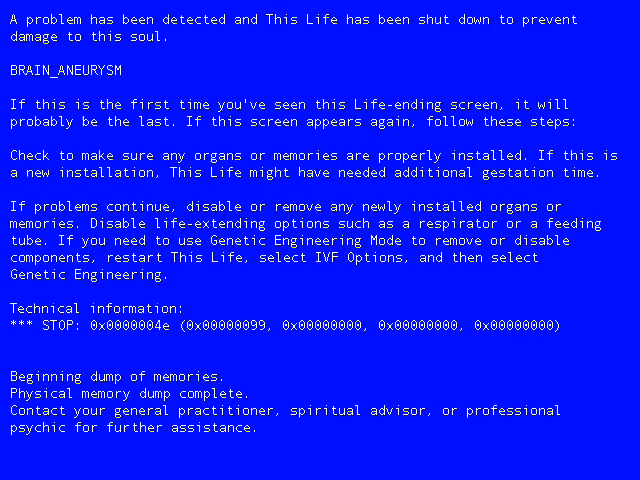 A problem has been detected and This Life has been shut down to prevent
damage to this soul.
BRAIN_ANEURYSM
If this is the first time you've seen this Life-ending screen, it will
probably be the last. If this screen appears again, follow these steps:
Check to make sure any organs or memories are properly installed. If this is
a new installation, This Life might have needed additional gestation time.
If problems continue, disable or remove any newly installed organs or
memories. Disable life-extending options such as a respirator or a feeding
tube. If you need to use Genetic Engineering Mode to remove or disable
components, restart This Life, select IVF Options, and then select
Genetic Engineering.
Technical information:
*** STOP: 0x0000004e (0x00000099, 0x00000000, 0x00000000, 0x00000000)
Beginning dump of memories.
Physical memory dump complete.
Contact your general practitioner, spiritual advisor, or professional
psychic for further assistance.